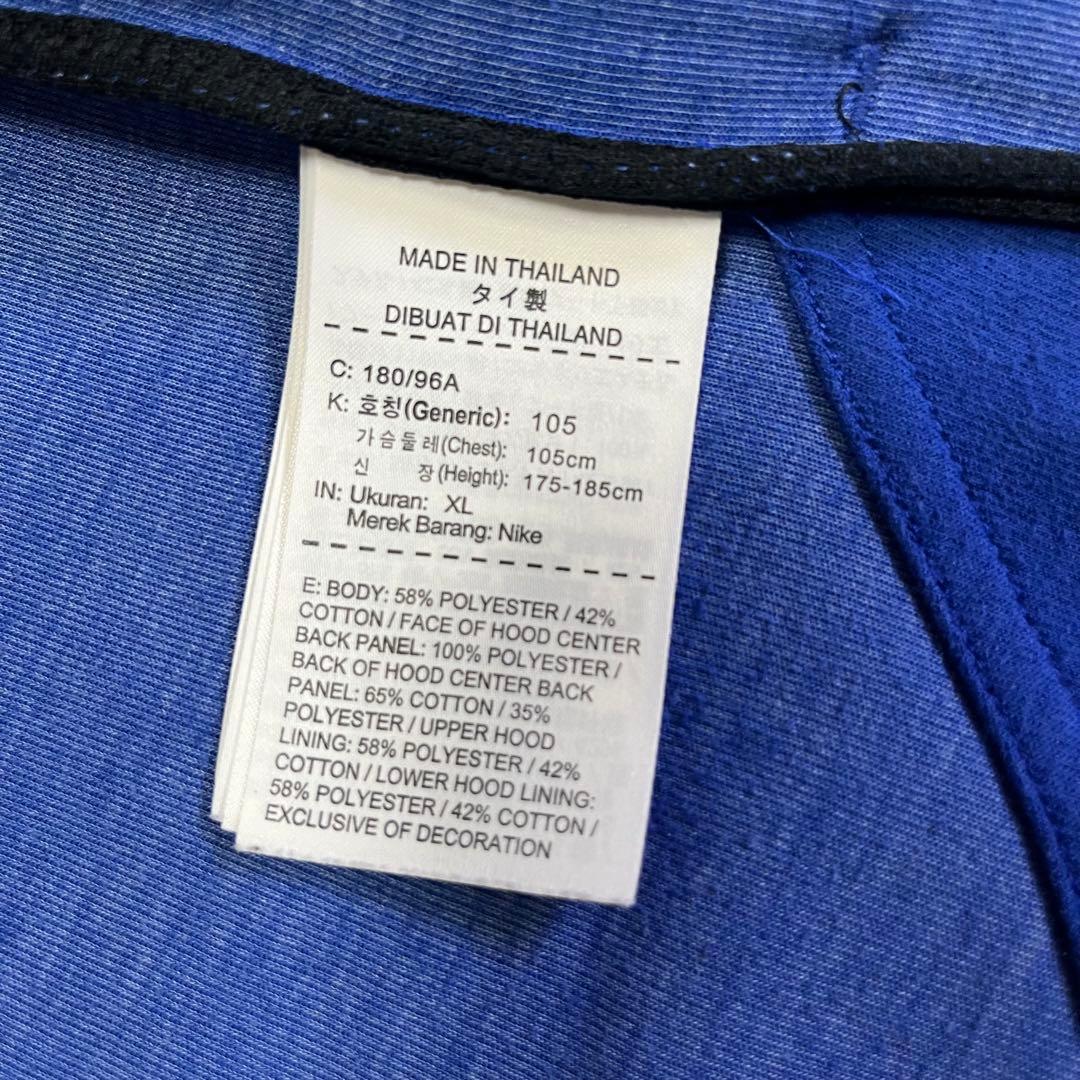 MADE IN THAILAND
タイ製
DIBUAT DI THAILAND
C: 180/96A
K: 호칭(Generic): 105
가슴둘레(Chest): 105cm
신 장(Height): 175-185cm
IN: Ukuran: XL
Merek Barang: Nike
E: BODY: 58% POLYESTER / 42%
COTTON / FACE OF HOOD CENTER
BACK PANEL: 100% POLYESTER /
BACK OF HOOD CENTER BACK
PANEL: 65% COTTON / 35%
POLYESTER / UPPER HOOD
LINING: 58% POLYESTER / 42%
COTTON / LOWER HOOD LINING:
58% POLYESTER / 42% COTTON /
EXCLUSIVE OF DECORATION